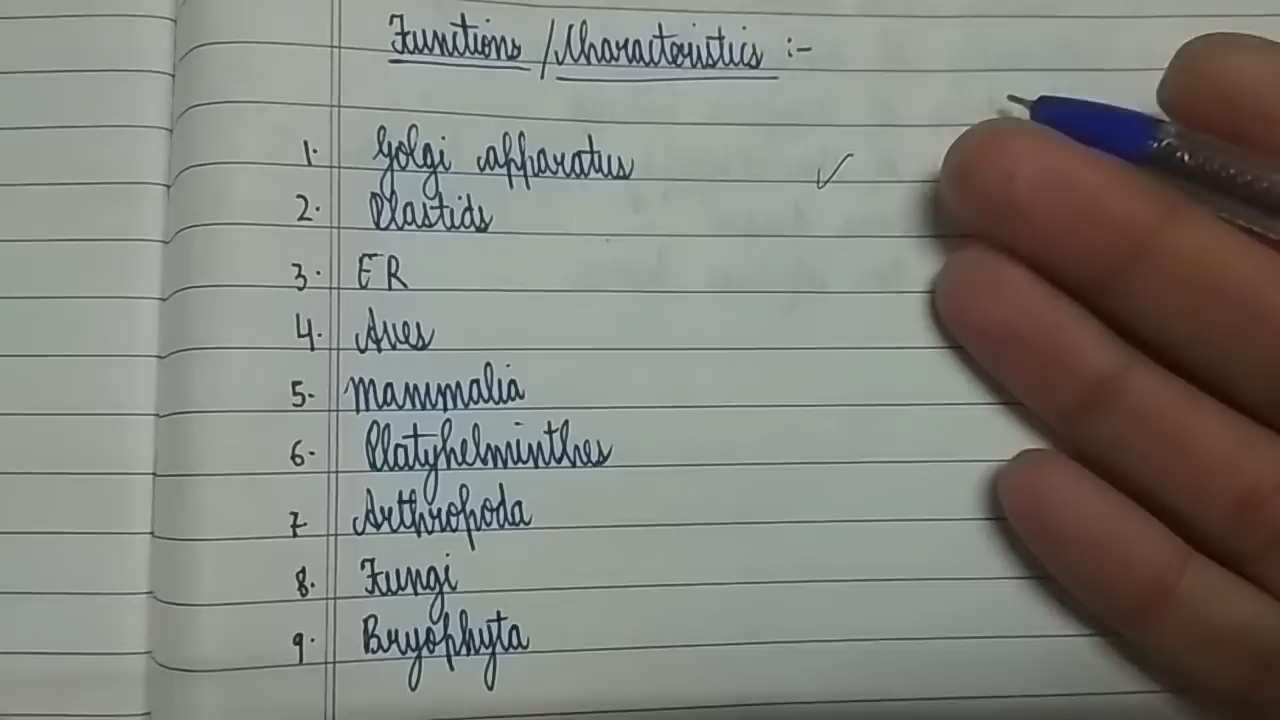 Functions / Characteristics :-
1. Golgi apparatus ✓
2. Plastids
3. ER
4. Aves
5. Mammalia
6. Platyhelminthes
7. Arthropoda
8. Fungi
9. Bryophyta